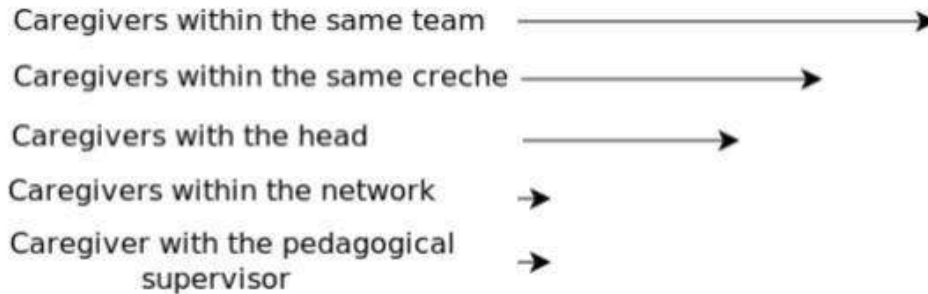 Caregivers within the same team
Caregivers within the same creche
Caregivers with the head
Caregivers within the network
Caregiver with the pedagogical
supervisor